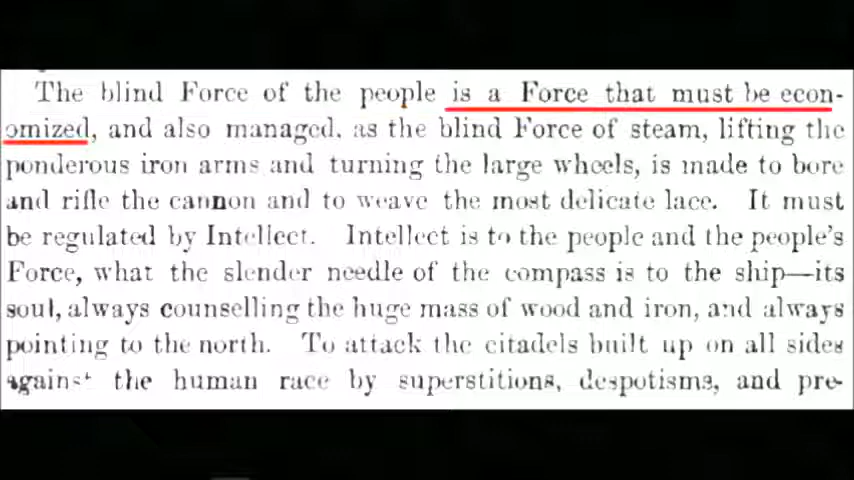 The blind Force of the people is a Force that must be econ-
omized, and also managed, as the blind Force of steam, lifting the
ponderous iron arms and turning the large wheels, is made to bore
and rifle the cannon and to weave the most delicate lace. It must
be regulated by Intellect. Intellect is to the people and the people's
Force, what the slender needle of the compass is to the ship—its
soul, always counselling the huge mass of wood and iron, and always
pointing to the north. To attack the citadels built up on all sides
against the human race by superstitions, despotisms, and pre-